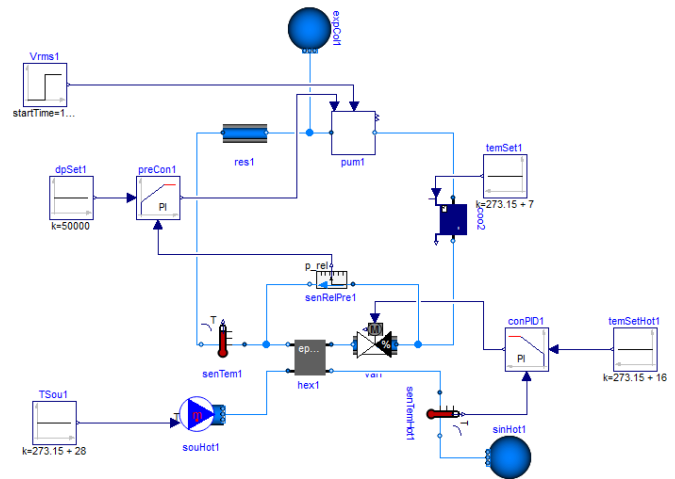 expCol1
Vrms1
startTime=1...
res1
pum1
dpSet1
k=50000
preCon1
PI
temSet1
k=273.15 + 7
coo2
p_rel
senRelPre1
T
senTem1
ep...
hex1
M
%
conPID1
PI
temSetHot1
k=273.15 + 16
TSou1
k=273.15 + 28
T
m
souHot1
senTemHot1
T
sinHot1